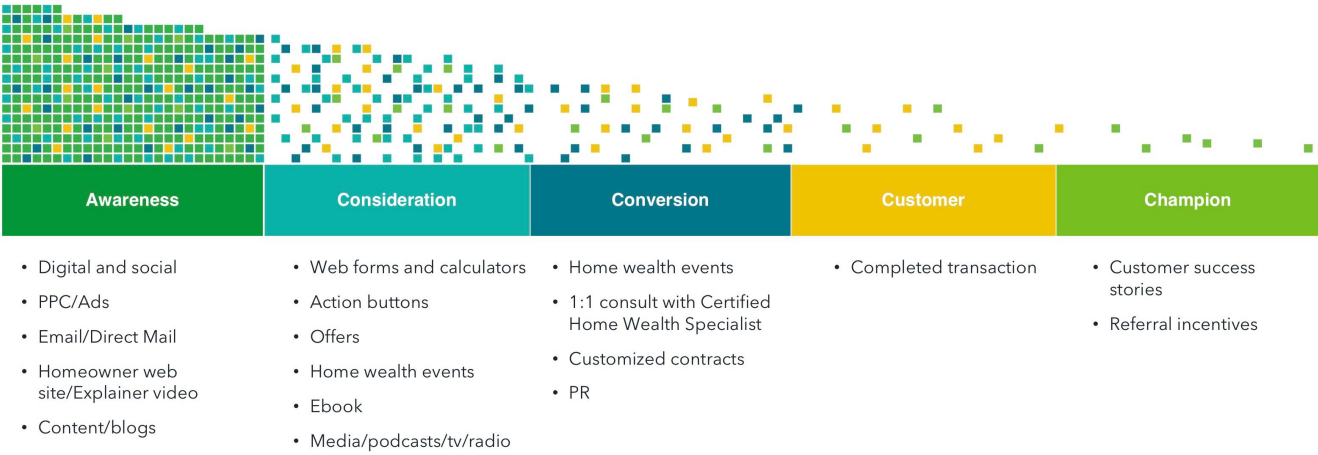 Awareness
Consideration
Conversion
Customer
Champion
• Digital and social
• PPC/Ads
• Email/Direct Mail
• Homeowner web
site/Explainer video
• Content/blogs
• Web forms and calculators
• Action buttons
• Offers
• Home wealth events
• Ebook
• Media/podcasts/tv/radio
• Home wealth events
• 1:1 consult with Certified
Home Wealth Specialist
• Customized contracts
• PR
• Completed transaction
• Customer success
stories
• Referral incentives